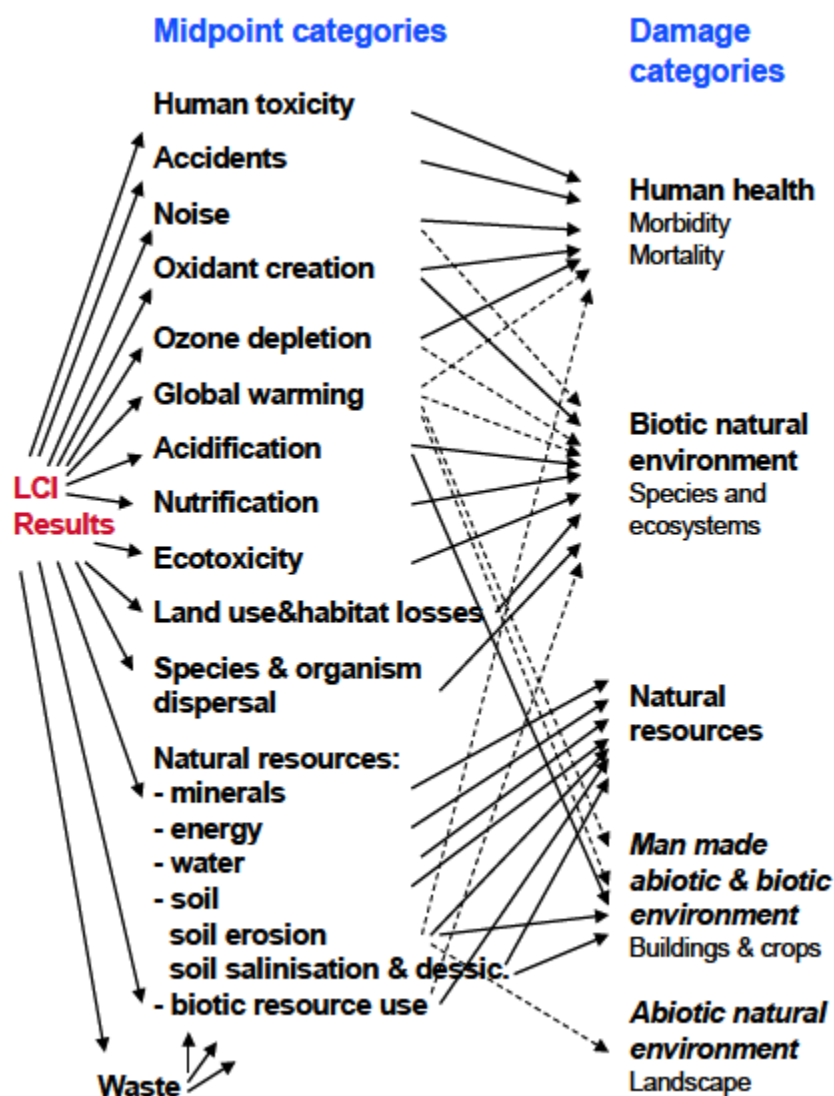 Midpoint categories
Human toxicity
Accidents
Noise
Oxidant creation
Ozone depletion
Global warming
Acidification
Nutrification
Ecotoxicity
Land use&habitat losses
Species & organism
dispersal
Natural resources:
- minerals
- energy
- water
- soil
soil erosion
soil salinisation & dessic.
- biotic resource use
LCI
Results
Waste
Damage
categories
Human health
Morbidity
Mortality
Biotic natural
environment
Species and
ecosystems
Natural
resources
Man made
abiotic & biotic
environment
Buildings & crops
Abiotic natural
environment
Landscape